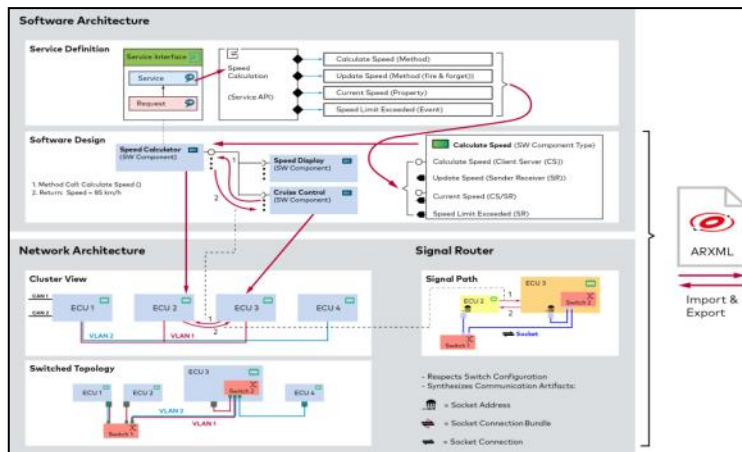 Software Architecture
Service Definition
Service Interface
Service
Request
Speed
Calculation
(Service API)
Calculate Speed (Method)
Update Speed (Method (fire & forget))
Current Speed (Property)
Speed Limit Exceeded (Event)
Software Design
Speed Calculator
(SW Component)
1. Method Call: Calculate Speed ()
2. Return: Speed = 85 km/h
1
2
Speed Display
(SW Component)
Cruise Control
(SW Component)
Calculate Speed (SW Component Type)
Calculate Speed (Client Server (CS))
Update Speed (Sender Receiver (SR))
Current Speed (CS/SR)
Speed Limit Exceeded (SR)
Network Architecture
Cluster View
CAN 1
CAN 2
ECU 1
ECU 2
ECU 3
ECU 4
1
2
VLAN 2
VLAN 1
Switched Topology
ECU 1
ECU 2
ECU 3
Switch 2
ECU 4
VLAN 2
VLAN 1
Switch 1
Signal Router
Signal Path
ECU 2
1
2
ECU 3
Switch 2
Socket
Switch 1
- Respects Switch Configuration
- Synthesizes Communication Artifacts:
= Socket Address
= Socket Connection Bundle
= Socket Connection
ARXML
Import &
Export